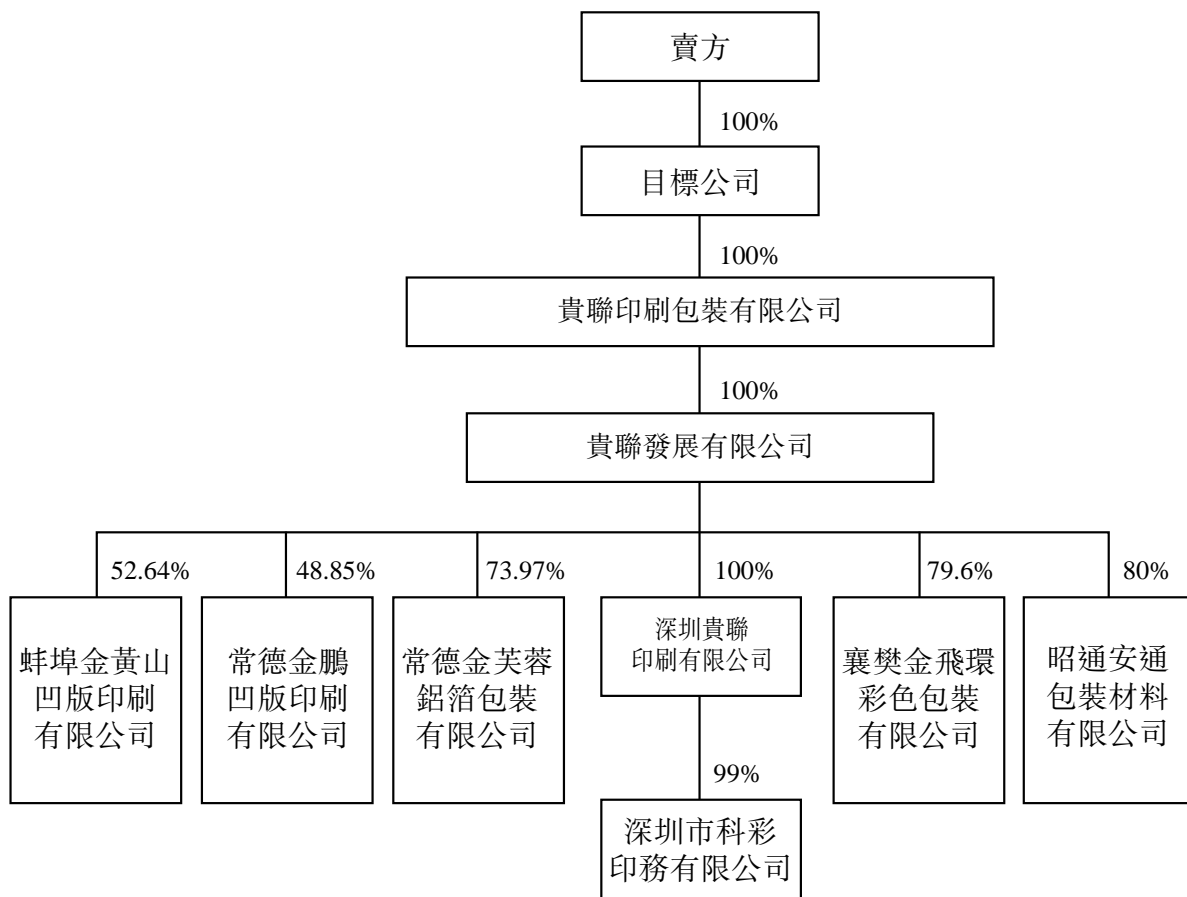 賣方
100%
目標公司
100%
貴聯印刷包裝有限公司
100%
貴聯發展有限公司
52.64%
48.85%
73.97%
100%
79.6%
80%
蚌埠金黃山
凹版印刷
有限公司
常德金鵬
凹版印刷
有限公司
常德金芙蓉
鋁箔包裝
有限公司
深圳貴聯
印刷有限公司
襄樊金飛環
彩色包裝
有限公司
昭通安通
包裝材料
有限公司
99%
深圳市科彩
印務有限公司